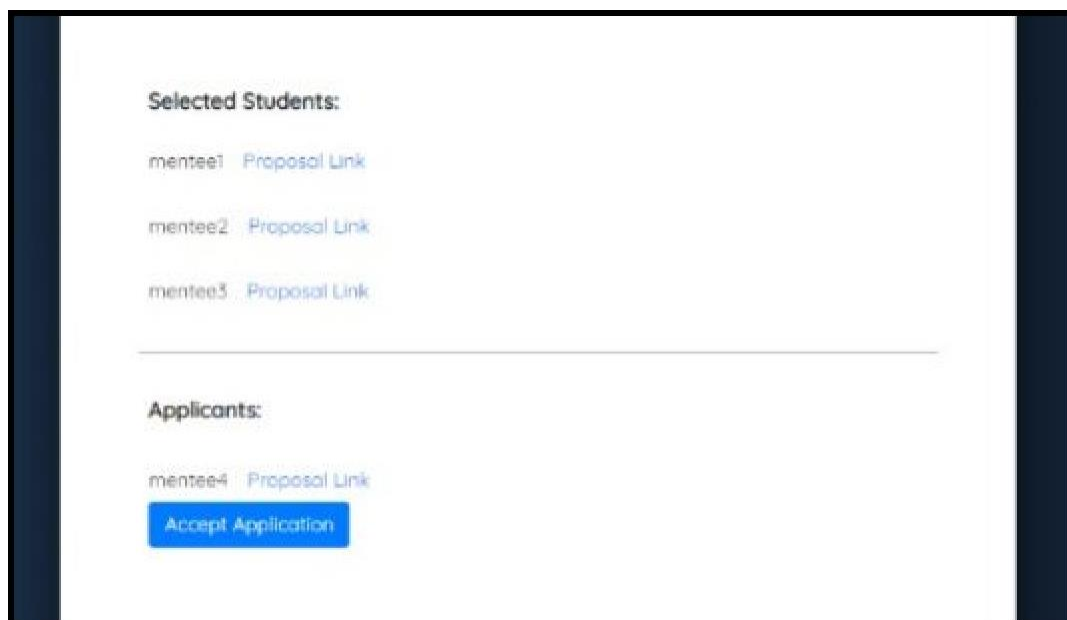 Selected Students:
mentee1 Proposal Link
mentee2 Proposal Link
mentee3 Proposal Link
Applicants:
mentee4 Proposal Link
Accept Application